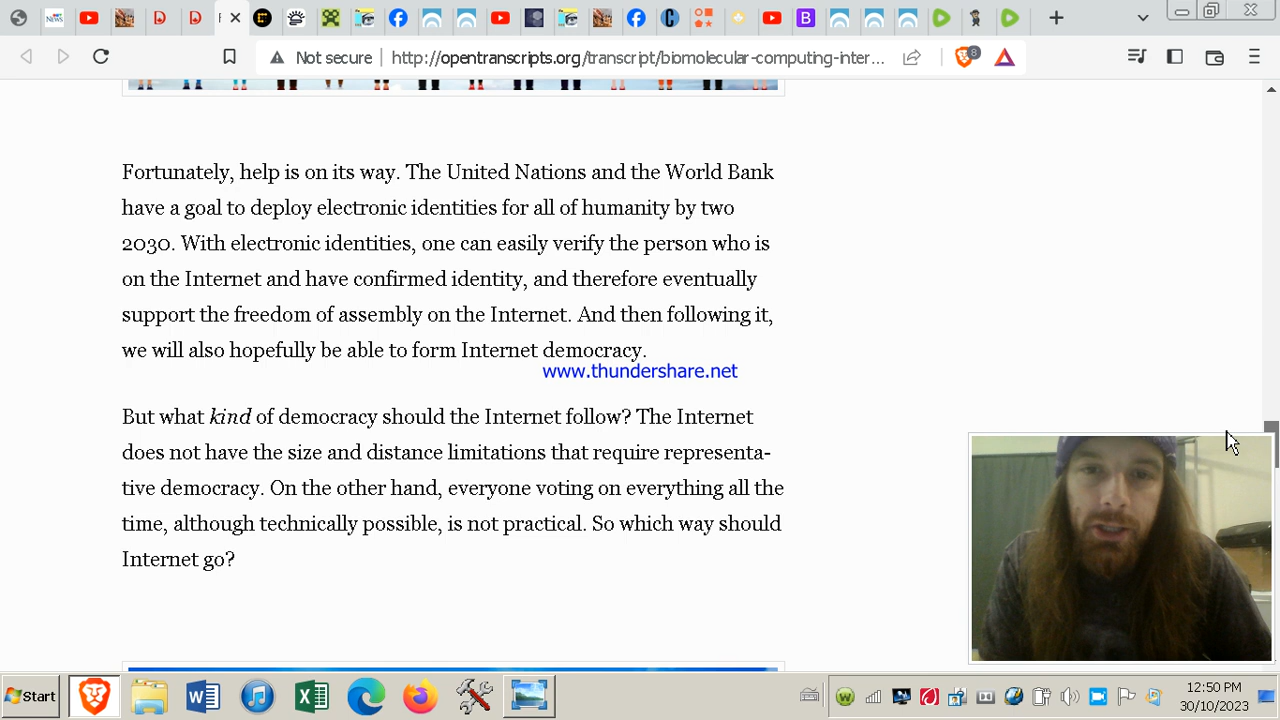 Not secure
http://opentranscripts.org/transcript/biomolecular-computing-inter...
8
Fortunately, help is on its way. The United Nations and the World Bank
have a goal to deploy electronic identities for all of humanity by two
2030. With electronic identities, one can easily verify the person who is
on the Internet and have confirmed identity, and therefore eventually
support the freedom of assembly on the Internet. And then following it,
we will also hopefully be able to form Internet democracy.
www.thundershare.net
But what kind of democracy should the Internet follow? The Internet
does not have the size and distance limitations that require representa-
tive democracy. On the other hand, everyone voting on everything all the
time, although technically possible, is not practical. So which way should
Internet go?
Start
12:50 PM
30/10/2023